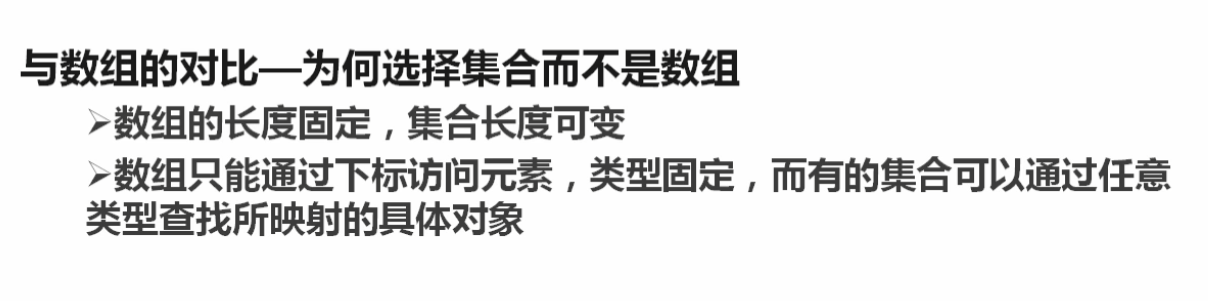 与数组的对比—为何选择集合而不是数组
➢数组的长度固定，集合长度可变
➢数组只能通过下标访问元素，类型固定，而有的集合可以通过任意
类型查找所映射的具体对象